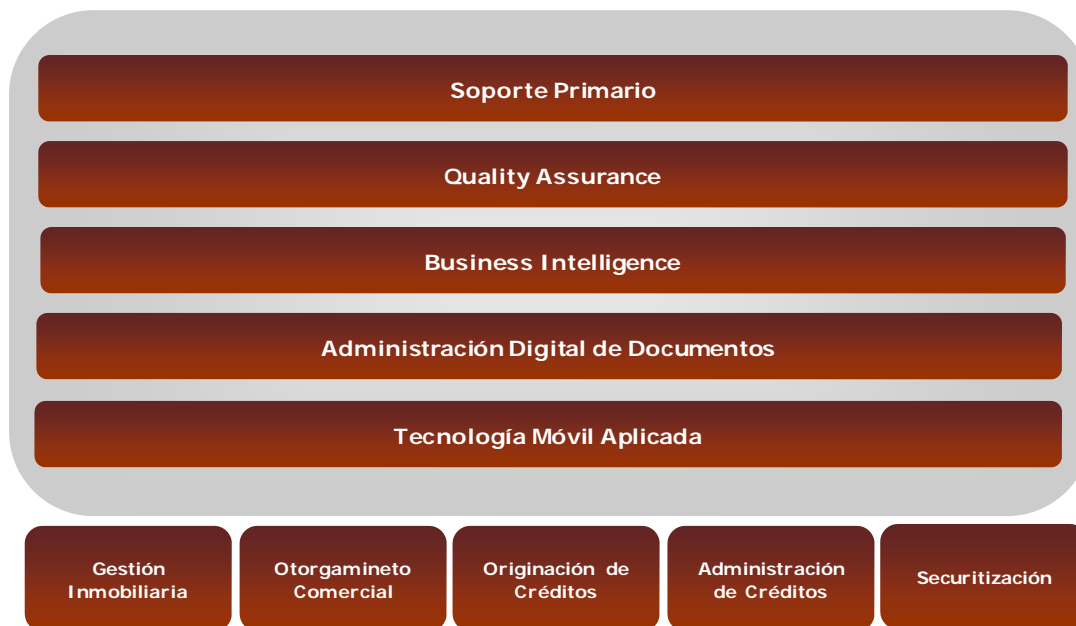 Soporte Primario
Quality Assurance
Business Intelligence
Administración Digital de Documentos
Tecnología Móvil Aplicada
Gestión
Inmobiliaria
Otorgamineto
Comercial
Originación de
Créditos
Administración
de Créditos
Securitización